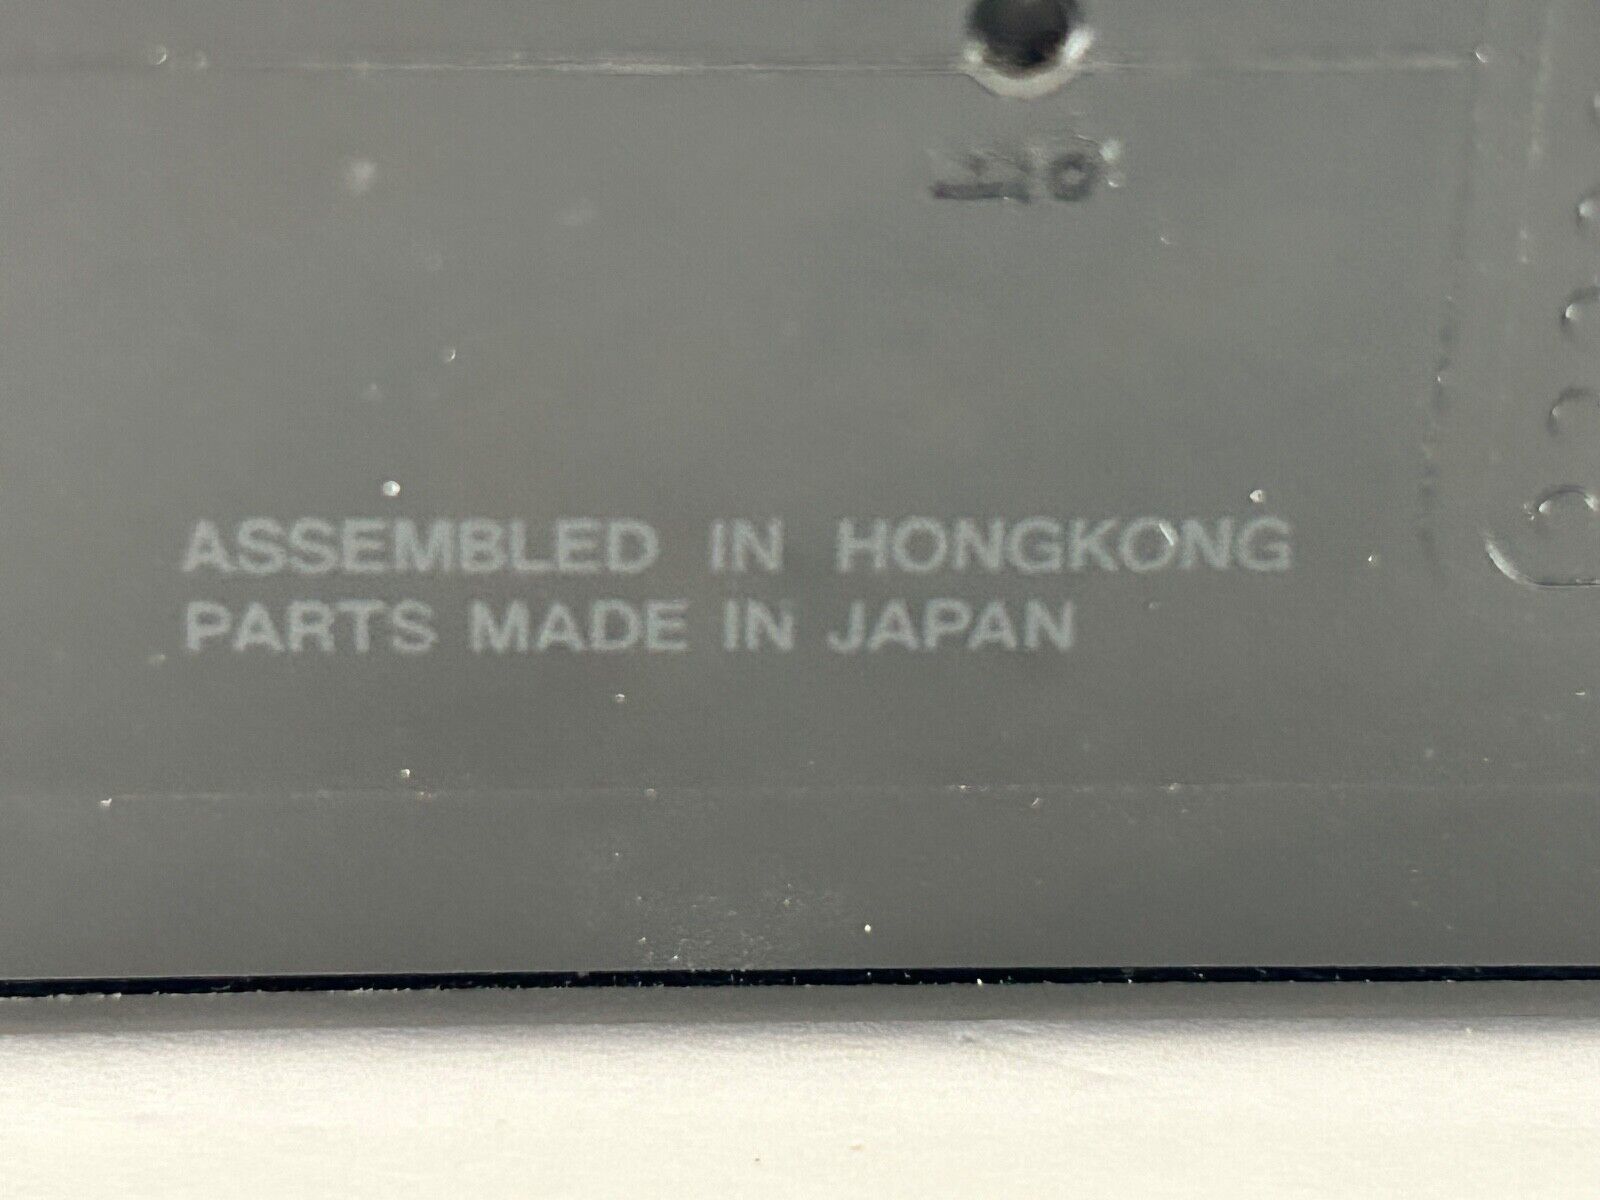 ASSEMBLED IN HONGKONG
PARTS MADE IN JAPAN